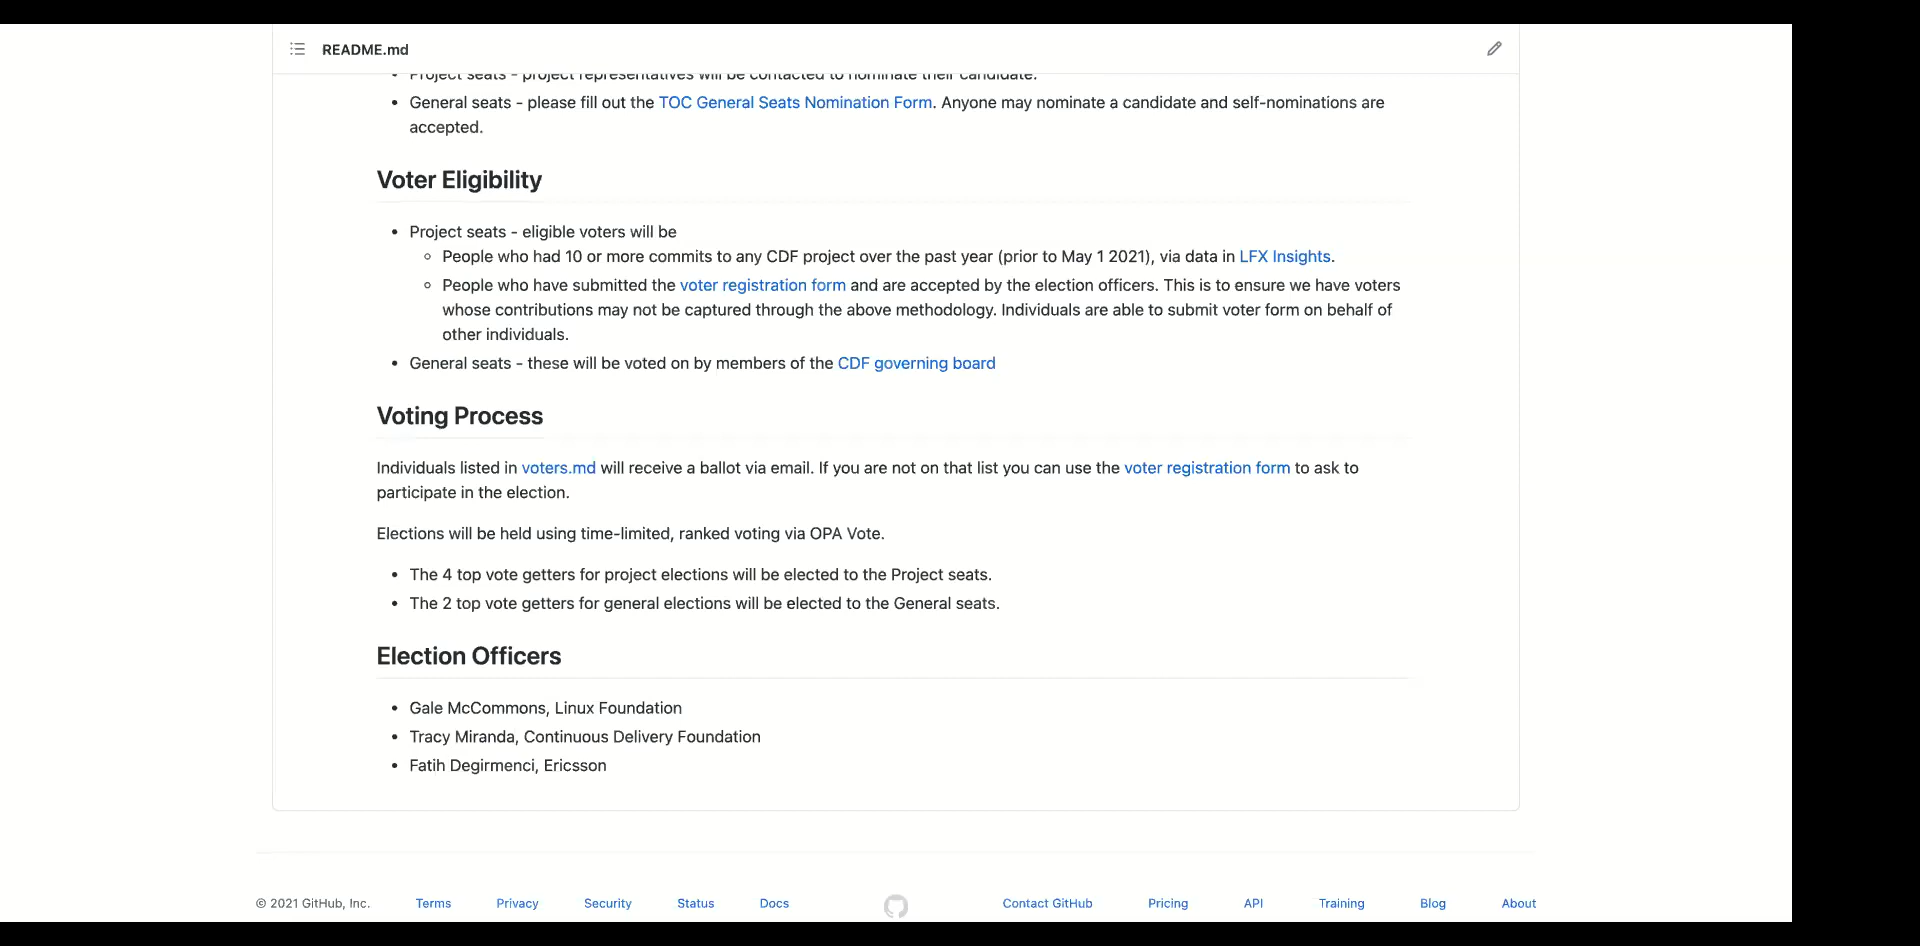 README.md
Project seats - project representatives will be contacted to nominate their candidate.
General seats - please fill out the TOC General Seats Nomination Form. Anyone may nominate a candidate and self-nominations are
accepted.
Voter Eligibility
Project seats - eligible voters will be
People who had 10 or more commits to any CDF project over the past year (prior to May 1 2021), via data in LFX Insights.
People who have submitted the voter registration form and are accepted by the election officers. This is to ensure we have voters
whose contributions may not be captured through the above methodology. Individuals are able to submit voter form on behalf of
other individuals.
General seats - these will be voted on by members of the CDF governing board
Voting Process
Individuals listed in voters.md will receive a ballot via email. If you are not on that list you can use the voter registration form to ask to
participate in the election.
Elections will be held using time-limited, ranked voting via OPA Vote.
The 4 top vote getters for project elections will be elected to the Project seats.
The 2 top vote getters for general elections will be elected to the General seats.
Election Officers
Gale McCommons, Linux Foundation
Tracy Miranda, Continuous Delivery Foundation
Fatih Degirmenci, Ericsson
© 2021 GitHub, Inc. Terms Privacy Security Status Docs Contact GitHub Pricing API Training Blog About